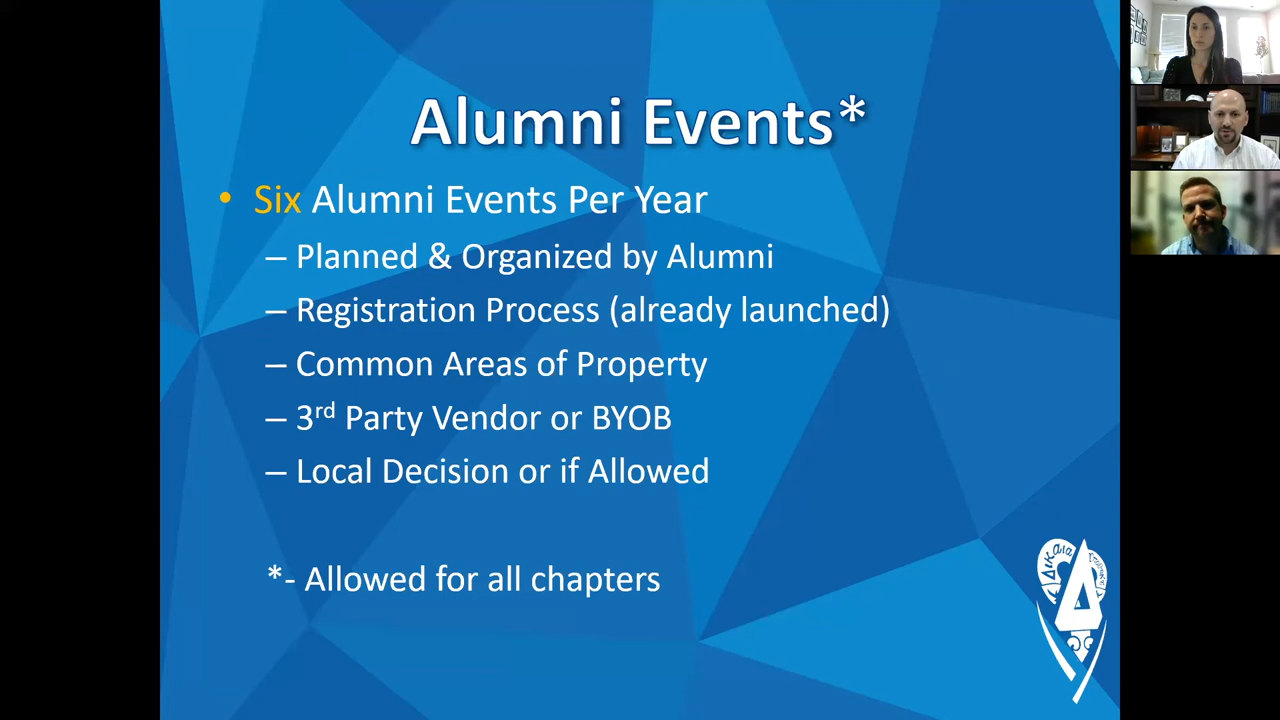 Alumni Events*
• Six Alumni Events Per Year
– Planned & Organized by Alumni
– Registration Process (already launched)
– Common Areas of Property
– 3rd Party Vendor or BYOB
– Local Decision or if Allowed
*- Allowed for all chapters